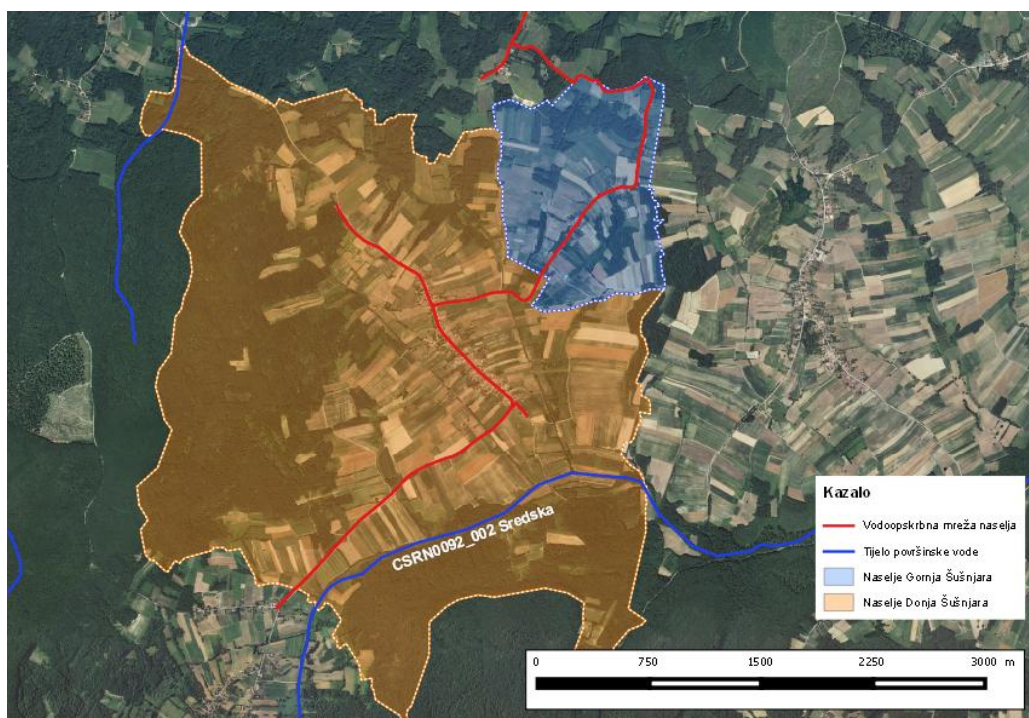 CSRN0092_002 Sredska
Kazalo
Vodoopskrbna mreža naselja
Tijelo površinske vode
Naselje Gornja Šušnjara
Naselje Donja Šušnjara
0 750 1500 2250 3000 m